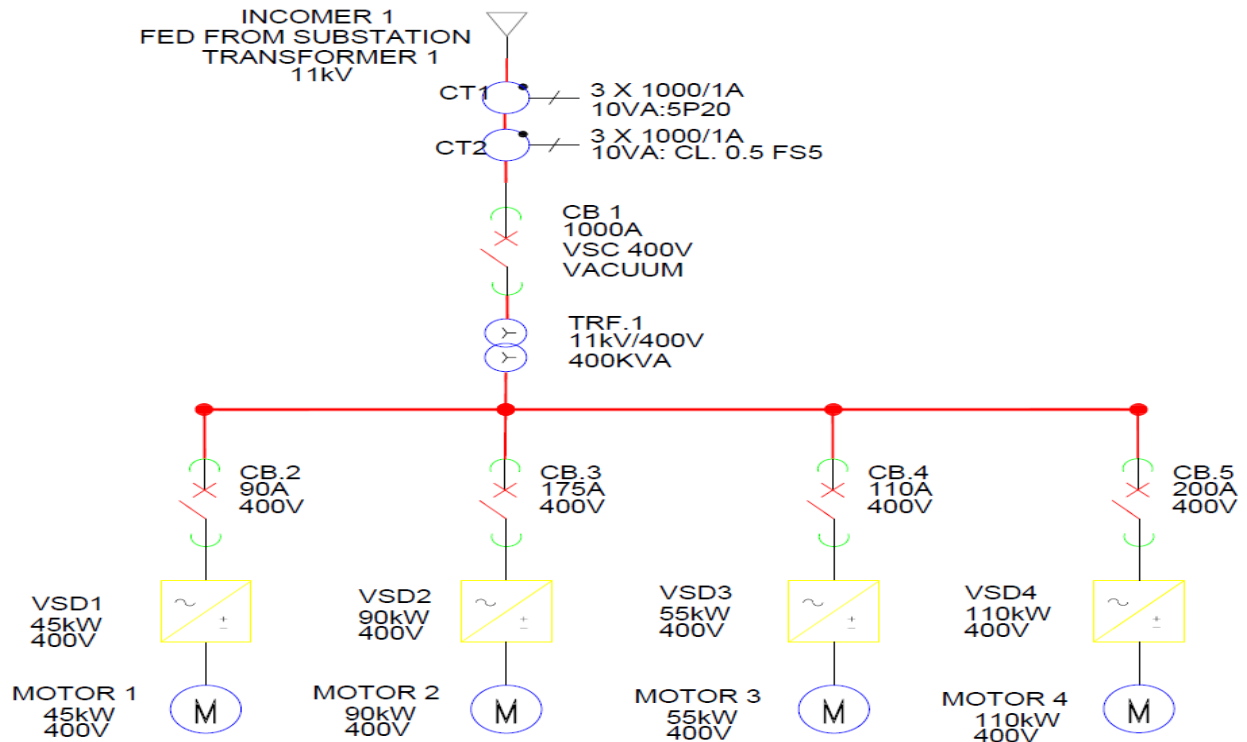 INCOMER 1
FED FROM SUBSTATION
TRANSFORMER 1
11kV
CT1
3 X 1000/1A
10VA:5P20
CT2
3 X 1000/1A
10VA: CL. 0.5 FS5
CB 1
1000A
VSC 400V
VACUUM
TRF.1
11kV/400V
400KVA
CB.2
90A
400V
CB.3
175A
400V
CB.4
110A
400V
CB.5
200A
400V
VSD1
45kW
400V
VSD2
90kW
400V
VSD3
55kW
400V
VSD4
110kW
400V
MOTOR 1
45kW
400V
M
MOTOR 2
90kW
400V
M
MOTOR 3
55kW
400V
M
MOTOR 4
110kW
400V
M